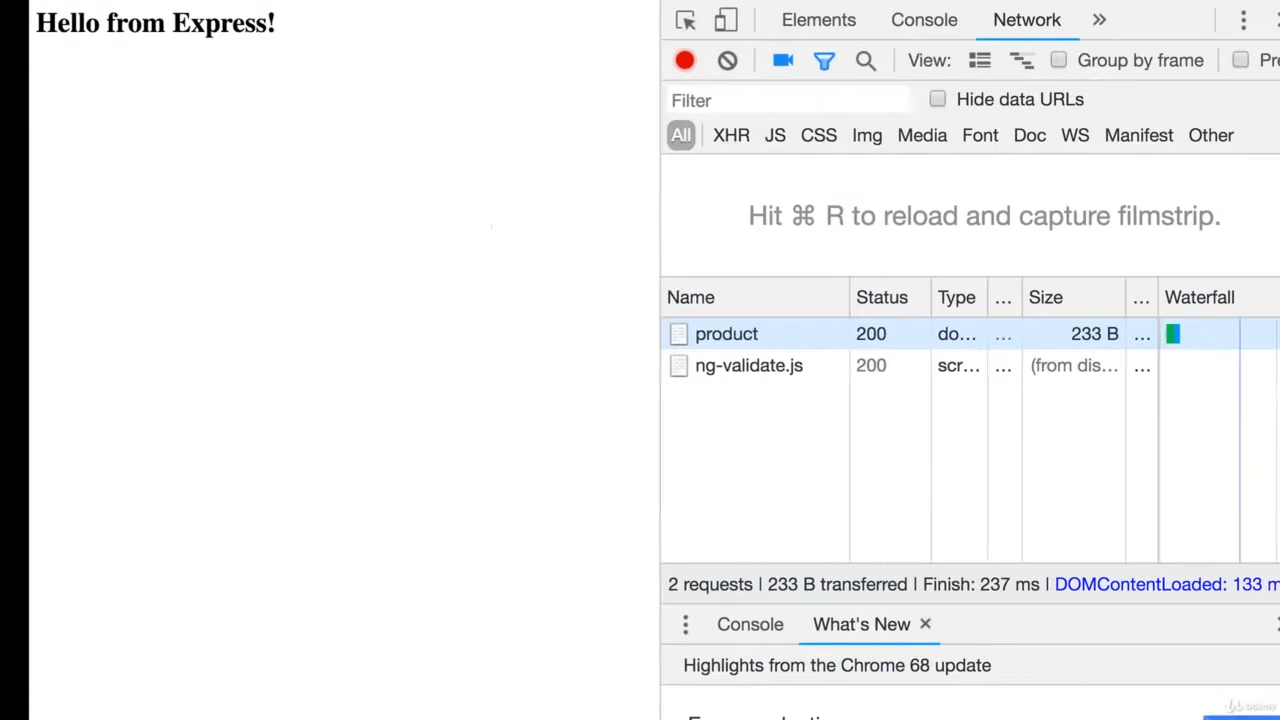 Hello from Express!
Elements Console Network »
View: Group by frame Pre
Filter Hide data URLs
All XHR JS CSS Img Media Font Doc WS Manifest Other
Hit ⌘ R to reload and capture filmstrip.
Name Status Type ... Size ... Waterfall
product 200 do... ... 233 B ...
ng-validate.js 200 scr... ... (from dis... ...
2 requests | 233 B transferred | Finish: 237 ms | DOMContentLoaded: 133 m
Console What's New ×
Highlights from the Chrome 68 update
udemy